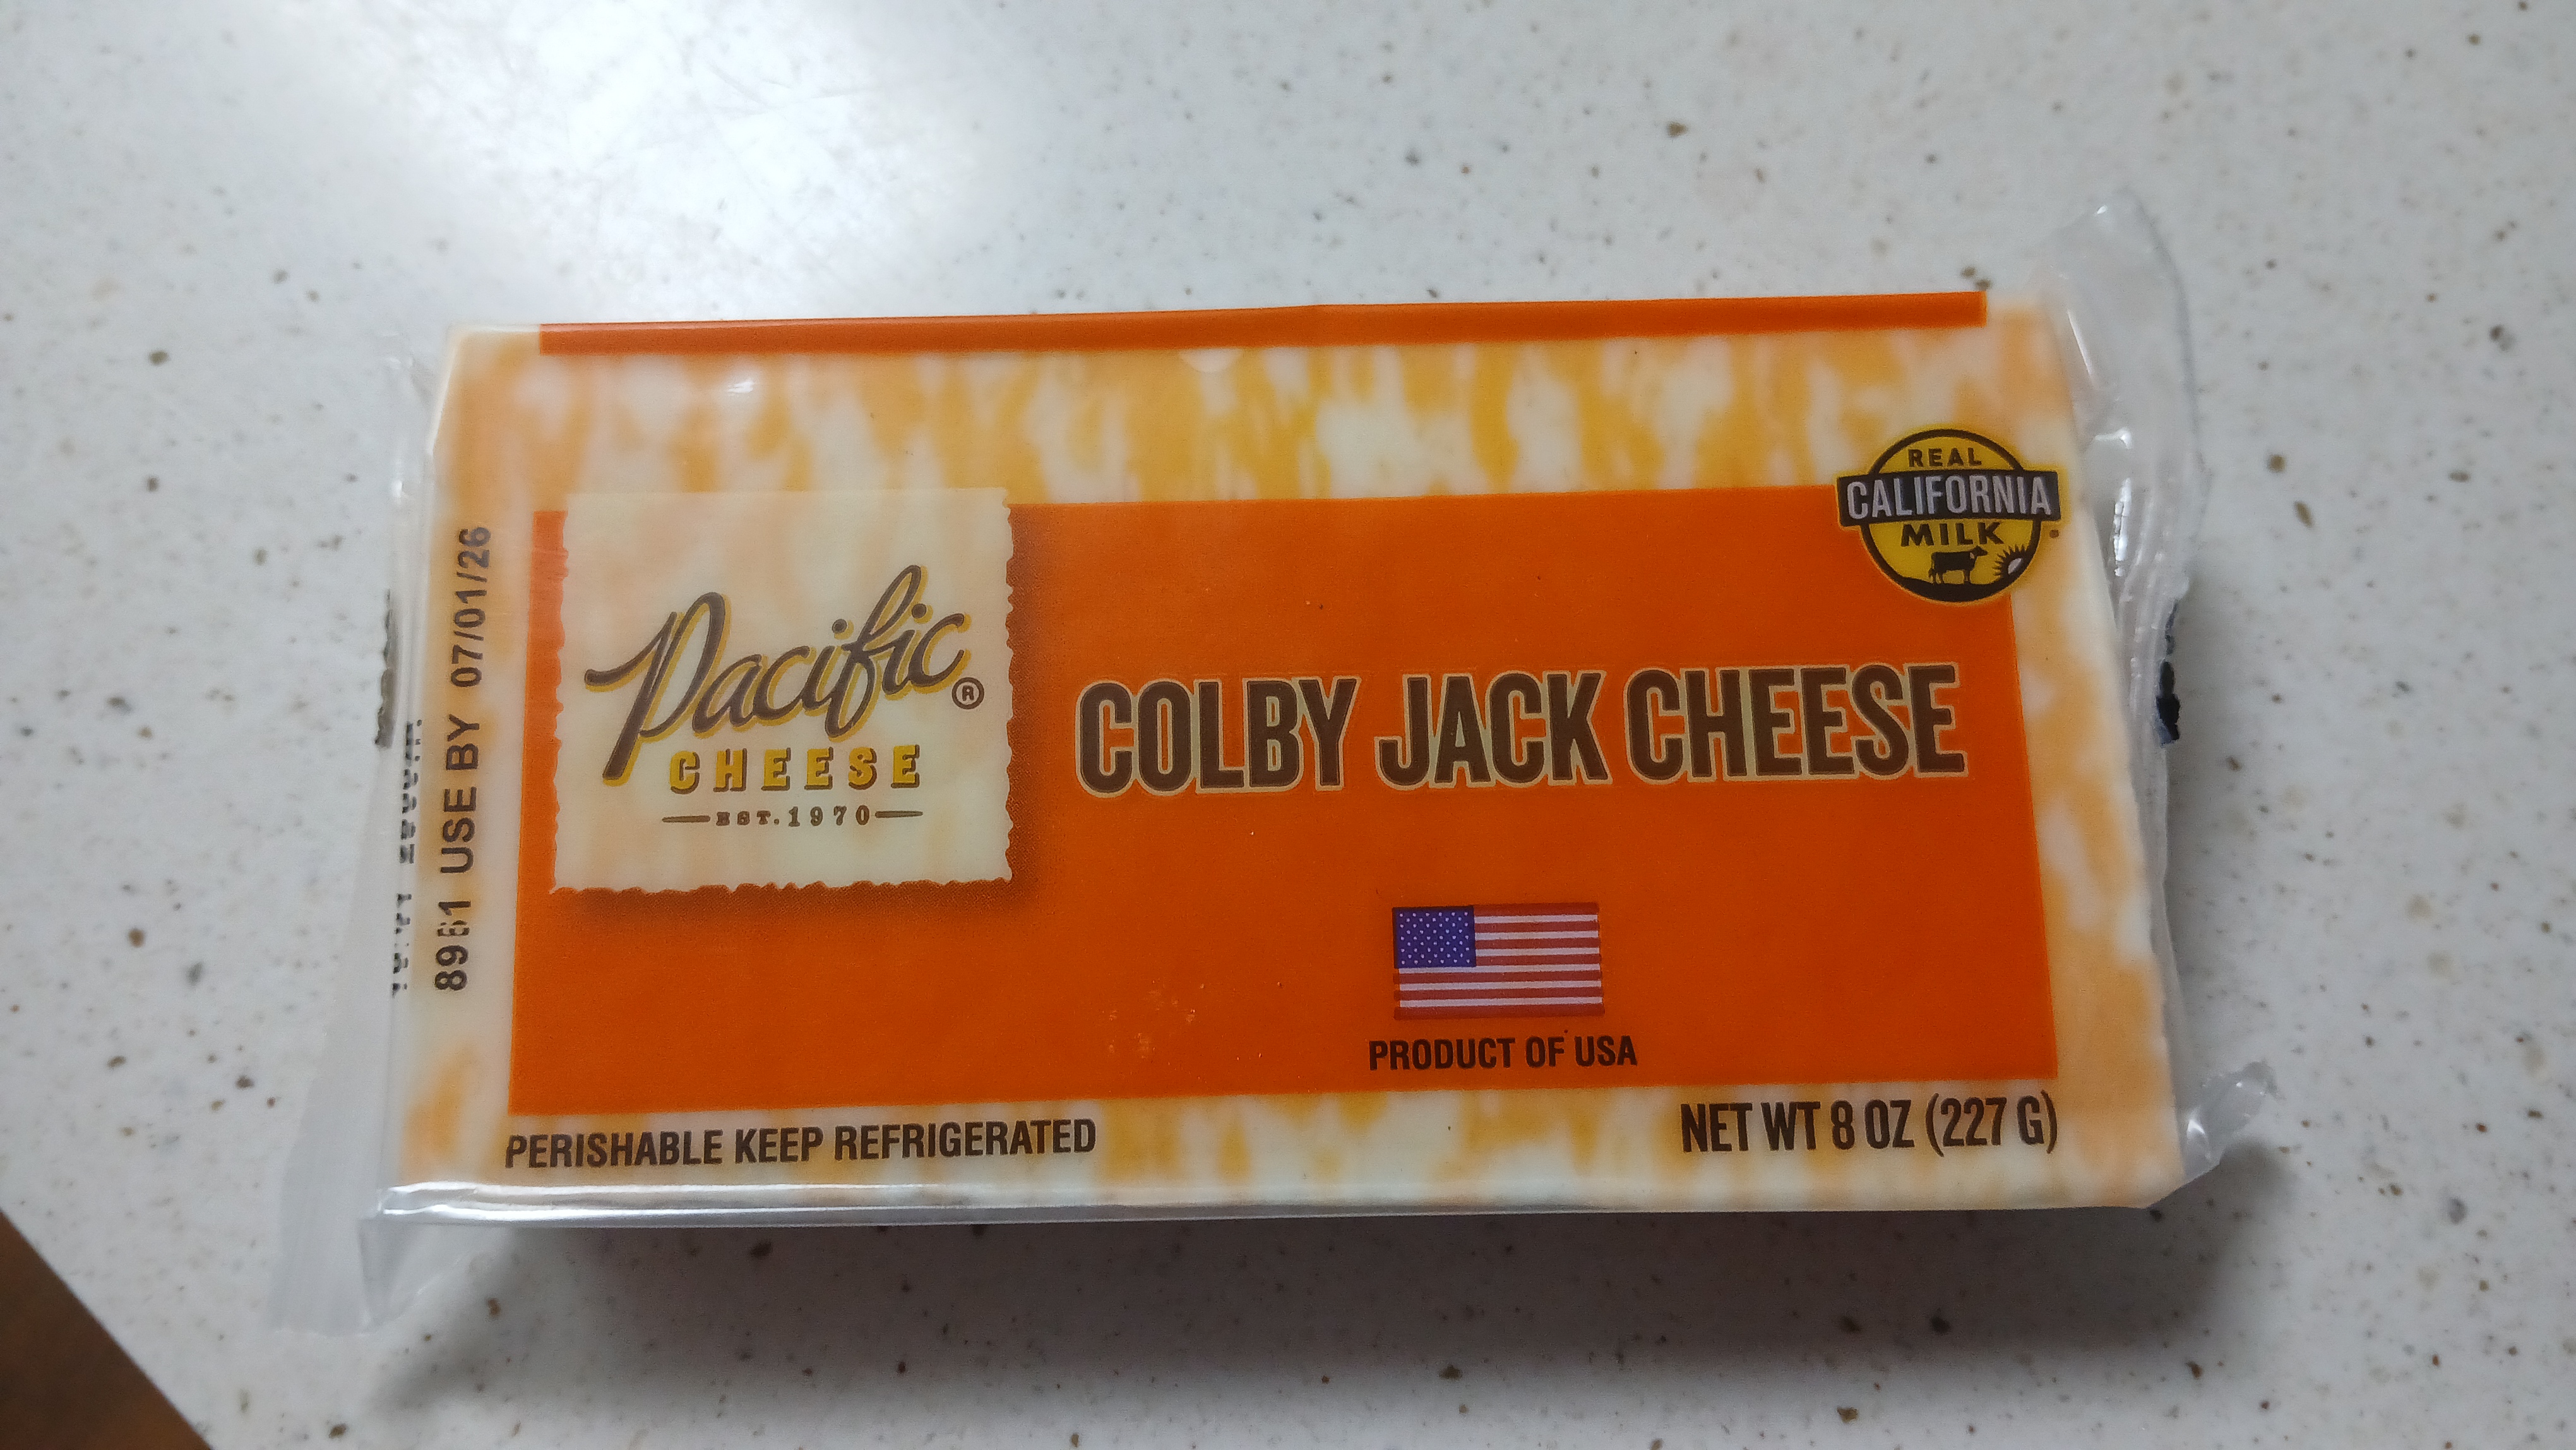 Pacific®
CHEESE
EST. 1970
COLBY JACK CHEESE
REAL
CALIFORNIA
MILK
PRODUCT OF USA
PERISHABLE KEEP REFRIGERATED
NET WT 8 OZ (227 G)
USE BY 07/01/26